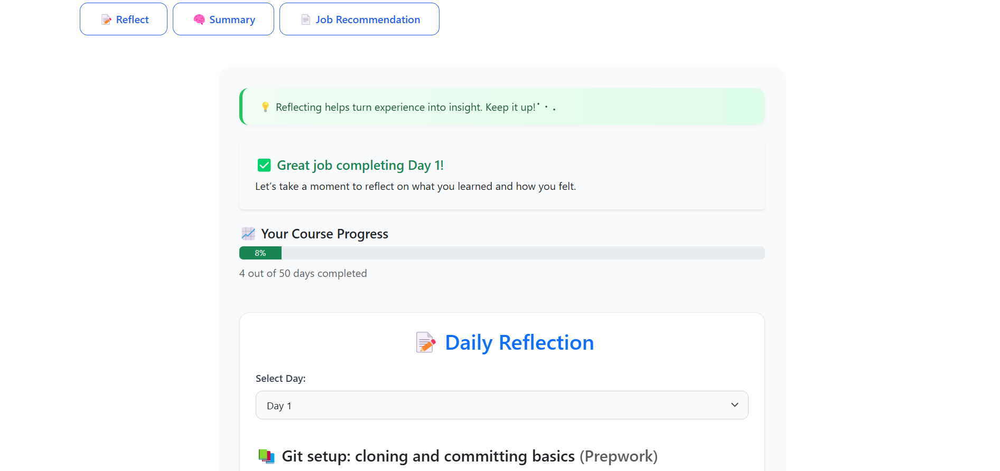 📝 Reflect
🧠 Summary
📄 Job Recommendation
💡 Reflecting helps turn experience into insight. Keep it up!
✅ Great job completing Day 1!
Let's take a moment to reflect on what you learned and how you felt.
📈 Your Course Progress
8%
4 out of 50 days completed
📝 Daily Reflection
Select Day:
Day 1
📚 Git setup: cloning and committing basics (Prepwork)